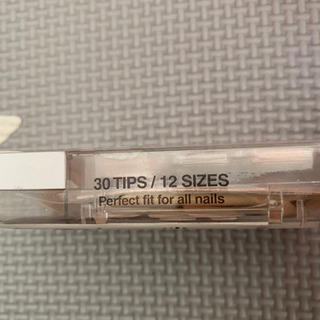 30 TIPS / 12 SIZES
Perfect fit for all nails